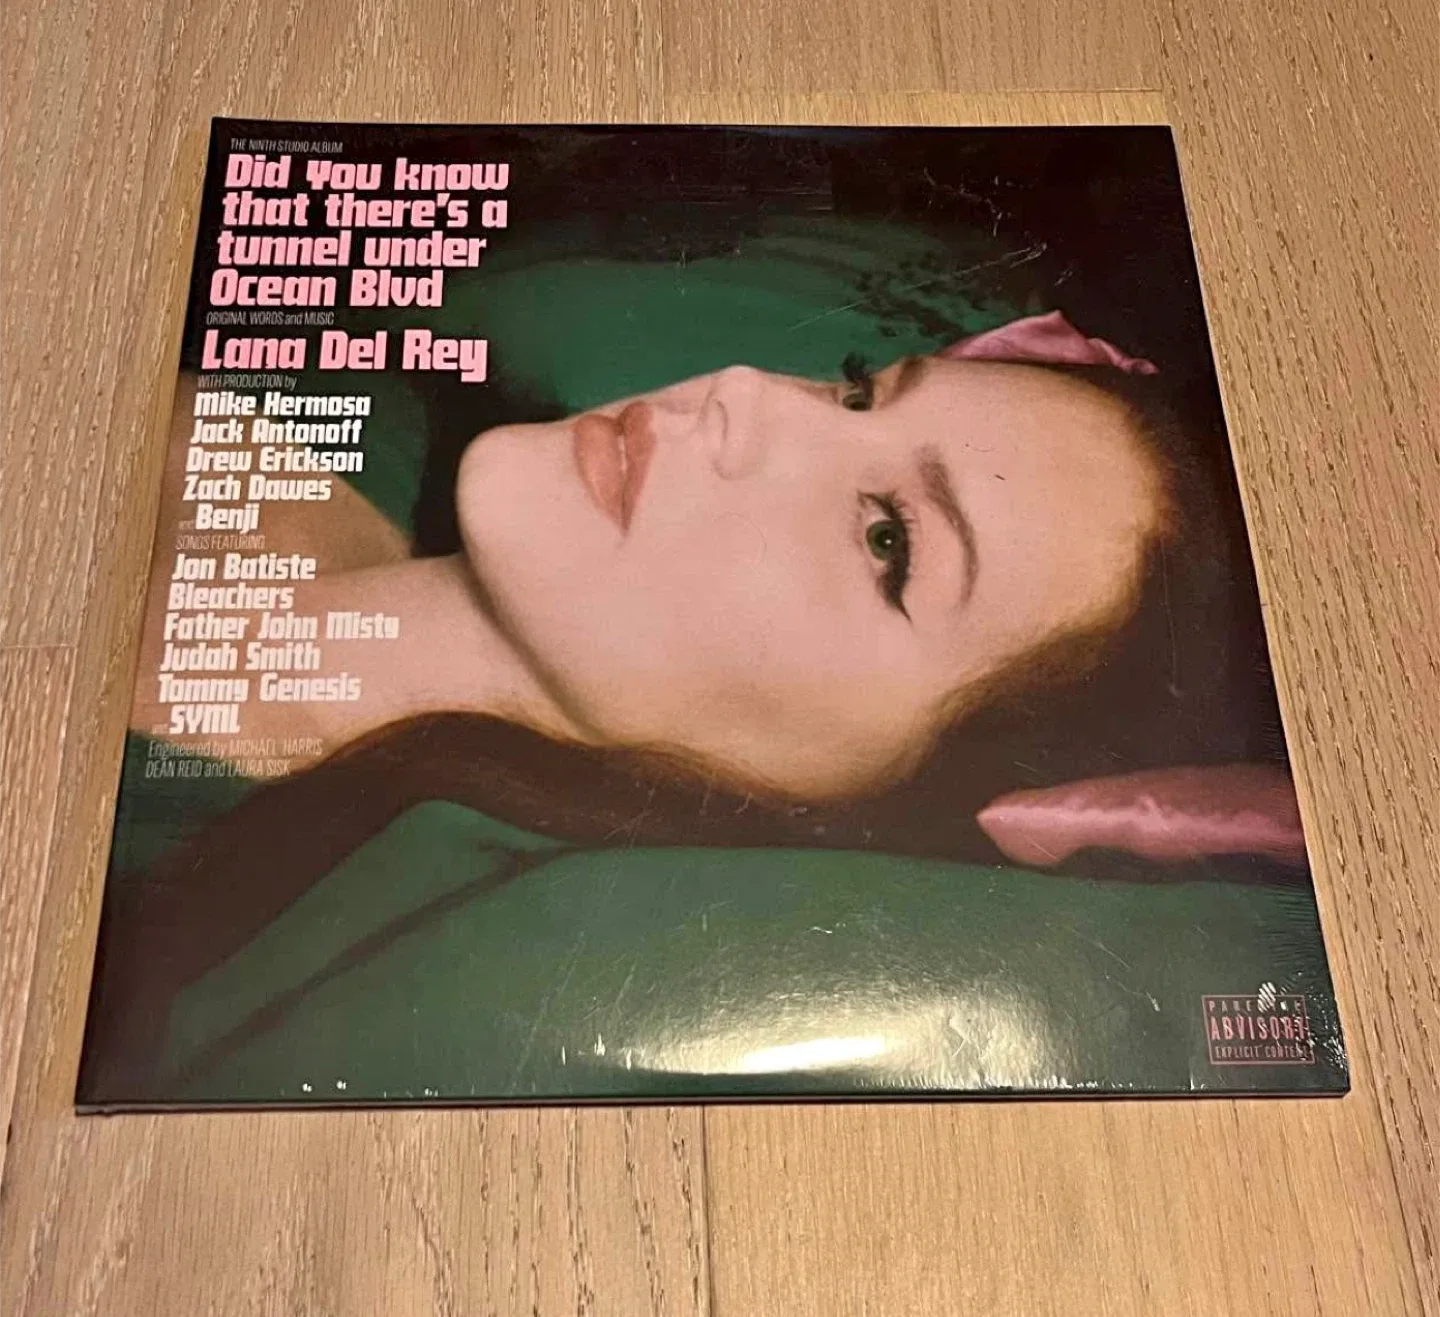 THE NINTH STUDIO ALBUM
Did you know
that there's a
tunnel under
Ocean Blvd
ORIGINAL WORDS and MUSIC
Lana Del Rey
WITH PRODUCTION by
Mike Hermosa
Jack Antonoff
Drew Erickson
Zach Dawes
and Benji
SONGS FEATURING
Jon Batiste
Bleachers
Father John Misty
Judah Smith
Tommy Genesis
and SYML
Engineered by MICHAEL HARRIS
DEAN REID and LAURA SISK
PARENTAL
ADVISORY
EXPLICIT CONTENT